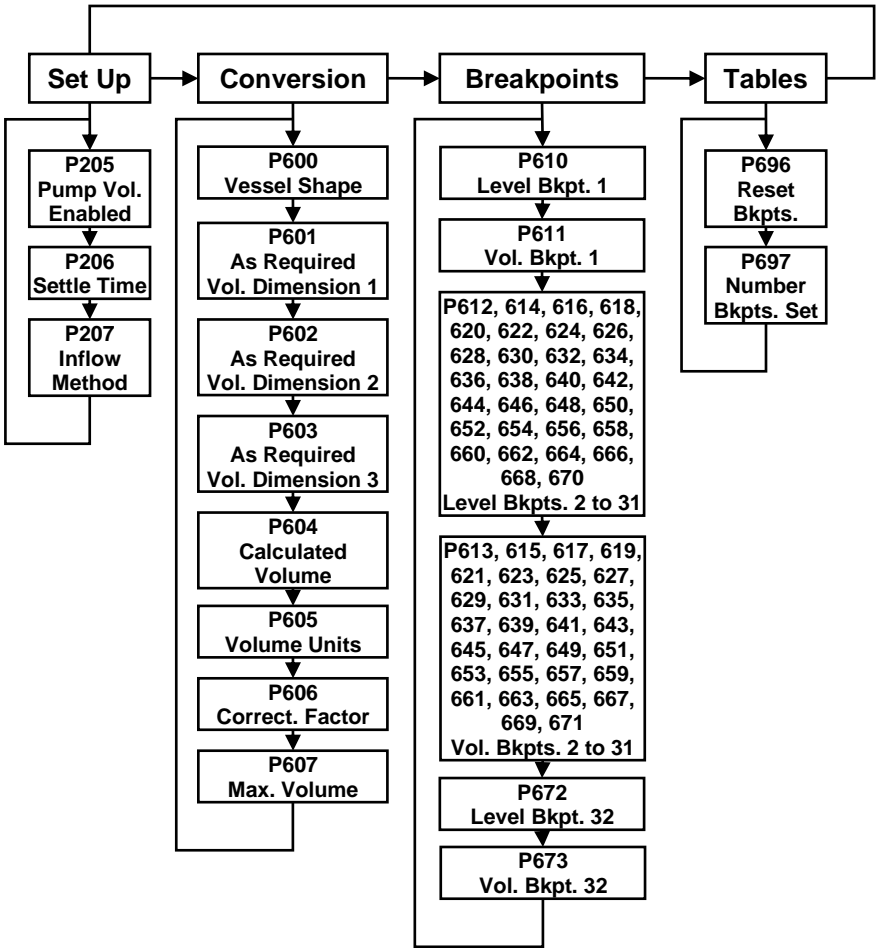 Set Up
Conversion
Breakpoints
Tables
P205
Pump Vol.
Enabled
P206
Settle Time
P207
Inflow
Method
P600
Vessel Shape
P601
As Required
Vol. Dimension 1
P602
As Required
Vol. Dimension 2
P603
As Required
Vol. Dimension 3
P604
Calculated
Volume
P605
Volume Units
P606
Correct. Factor
P607
Max. Volume
P610
Level Bkpt. 1
P611
Vol. Bkpt. 1
P612, 614, 616, 618,
620, 622, 624, 626,
628, 630, 632, 634,
636, 638, 640, 642,
644, 646, 648, 650,
652, 654, 656, 658,
660, 662, 664, 666,
668, 670
Level Bkpts. 2 to 31
P613, 615, 617, 619,
621, 623, 625, 627,
629, 631, 633, 635,
637, 639, 641, 643,
645, 647, 649, 651,
653, 655, 657, 659,
661, 663, 665, 667,
669, 671
Vol. Bkpts. 2 to 31
P672
Level Bkpt. 32
P673
Vol. Bkpt. 32
P696
Reset
Bkpts.
P697
Number
Bkpts. Set